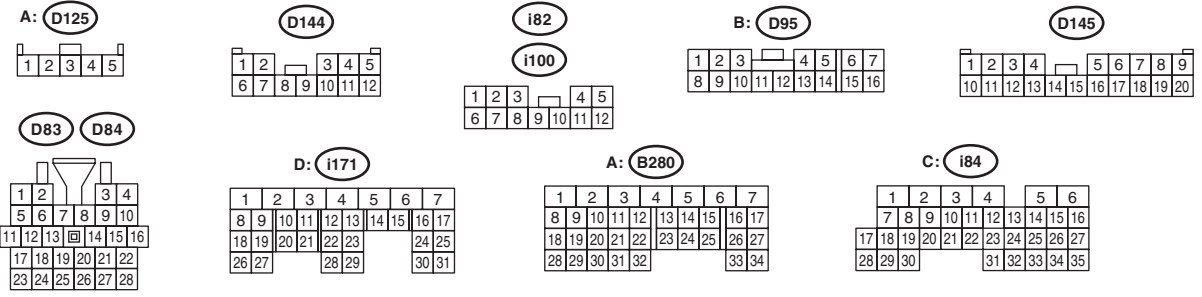 A: D125
1 2 3 4 5
D144
1 2 3 4 5
6 7 8 9 10 11 12
i82
i100
1 2 3 4 5
6 7 8 9 10 11 12
B: D95
1 2 3 4 5 6 7
8 9 10 11 12 13 14 15 16
D145
1 2 3 4 5 6 7 8 9
10 11 12 13 14 15 16 17 18 19 20
D83 D84
1 2 3 4
5 6 7 8 9 10
11 12 13 14 15 16
17 18 19 20 21 22
23 24 25 26 27 28
D: i171
1 2 3 4 5 6 7
8 9 10 11 12 13 14 15 16 17
18 19 20 21 22 23 24 25
26 27 28 29 30 31
A: B280
1 2 3 4 5 6 7
8 9 10 11 12 13 14 15 16 17
18 19 20 21 22 23 24 25 26 27
28 29 30 31 32 33 34
C: i84
1 2 3 4 5 6
7 8 9 10 11 12 13 14 15 16
17 18 19 20 21 22 23 24 25 26 27
28 29 30 31 32 33 34 35